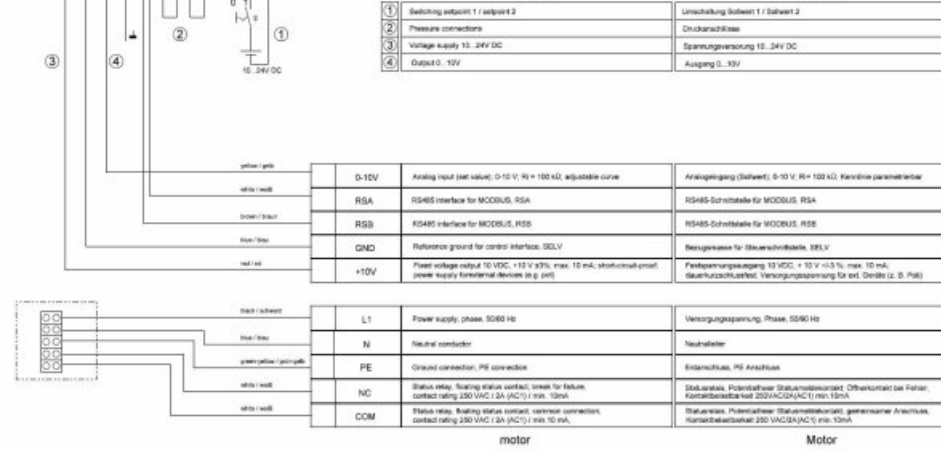 ① Switching setpoint 1 / setpoint 2 Umschaltung Sollwert 1 / Sollwert 2
② Pressure connections Druckanschlüsse
③ Voltage supply 10...24V DC Spannungsversorung 10...24V DC
④ Output 0...10V Ausgang 0...10V
② ①
③ ④
10...24V DC
yellow / gelb
0-10V Analog input (set value); 0-10 V; Ri = 100 kΩ; adjustable curve Analogeingang (Sollwert); 0-10 V; Ri= 100 kΩ; Kennlinie parametrierbar
white / weiß
RSA RS485 interface for MODBUS, RSA RS485-Schnittstelle für MODBUS, RSA
brown / braun
RSB RS485 interface for MODBUS, RSB RS485-Schnittstelle für MODBUS, RSB
blue / blau
GND Reference ground for control interface, SELV Bezugsmasse für Steuerschnittstelle, SELV
red / rot
+10V Fixed voltage output 10 VDC, +10 V ±3%; max. 10 mA; short-circuit-proof; Festspannungsausgang 10 VDC, + 10 V +/-3 %; max. 10 mA;
power supply for external devices (e.g. pot) dauerkurzschlussfest; Versorgungsspannung für ext. Geräte (z. B. Poti)
black / schwarz
L1 Power supply, phase, 50/60 Hz Versorgungsspannung, Phase, 50/60 Hz
blue / blau
N Neutral conductor Neutralleiter
green-yellow / grün-gelb
PE Ground connection, PE connection Erdanschluss, PE Anschluss
white / weiß
NC Status relay, floating status contact; break for failure, Statusrelais, Potentialfreier Statusmeldekontakt; Öffnerkontakt bei Fehler,
contact rating 250 VAC / 2A (AC1) / min. 10mA Kontaktbelastbarkeit 250VAC/2A(AC1) min.10mA
white / weiß
COM Status relay, floating status contact, common connection, Statusrelais, Potentialfreier Statusmeldekontakt, gemeinsamer Anschluss,
contact rating 250 VAC / 2A (AC1) / min.10 mA, Kontaktbelastbarkeit 250 VAC/2A(AC1) min.10mA
motor Motor